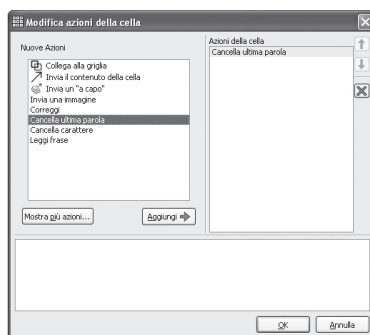 Modifica azioni della cella
Nuove Azioni
Collega alla griglia
Invia il contenuto della cella
Invia un "a capo"
Invia una immagine
Correggi
Cancella ultima parola
Cancella carattere
Leggi frase
Mostra più azioni...
Aggiungi
Azioni della cella
Cancella ultima parola
OK
Annulla